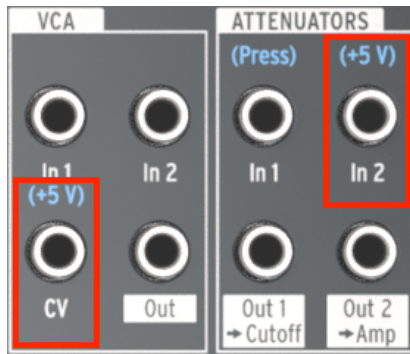 VCA
ATTENUATORS
(Press)
(+5 V)
In 1
In 2
In 1
In 2
(+5 V)
CV
Out
Out 1
→Cutoff
Out 2
→Amp